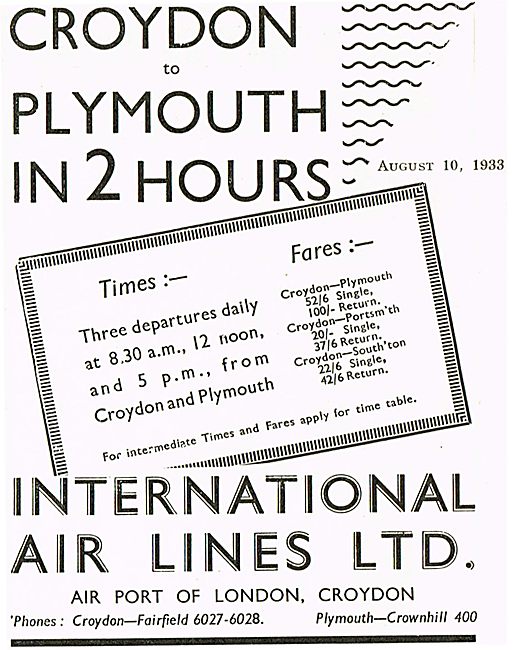 CROYDON
to
PLYMOUTH
IN 2 HOURS
AUGUST 10, 1933
Times :—
Three departures daily
at 8.30 a.m., 12 noon,
and 5 p.m., from
Croydon and Plymouth
Fares :—
Croydon—Plymouth
52/6 Single,
100/- Return.
Croydon—Portsm'th
20/- Single,
37/6 Return.
Croydon—South'ton
22/6 Single,
42/6 Return.
For intermediate Times and Fares apply for time table.
INTERNATIONAL
AIR LINES LTD.
AIR PORT OF LONDON, CROYDON
'Phones : Croydon—Fairfield 6027-6028. Plymouth—Crownhill 400